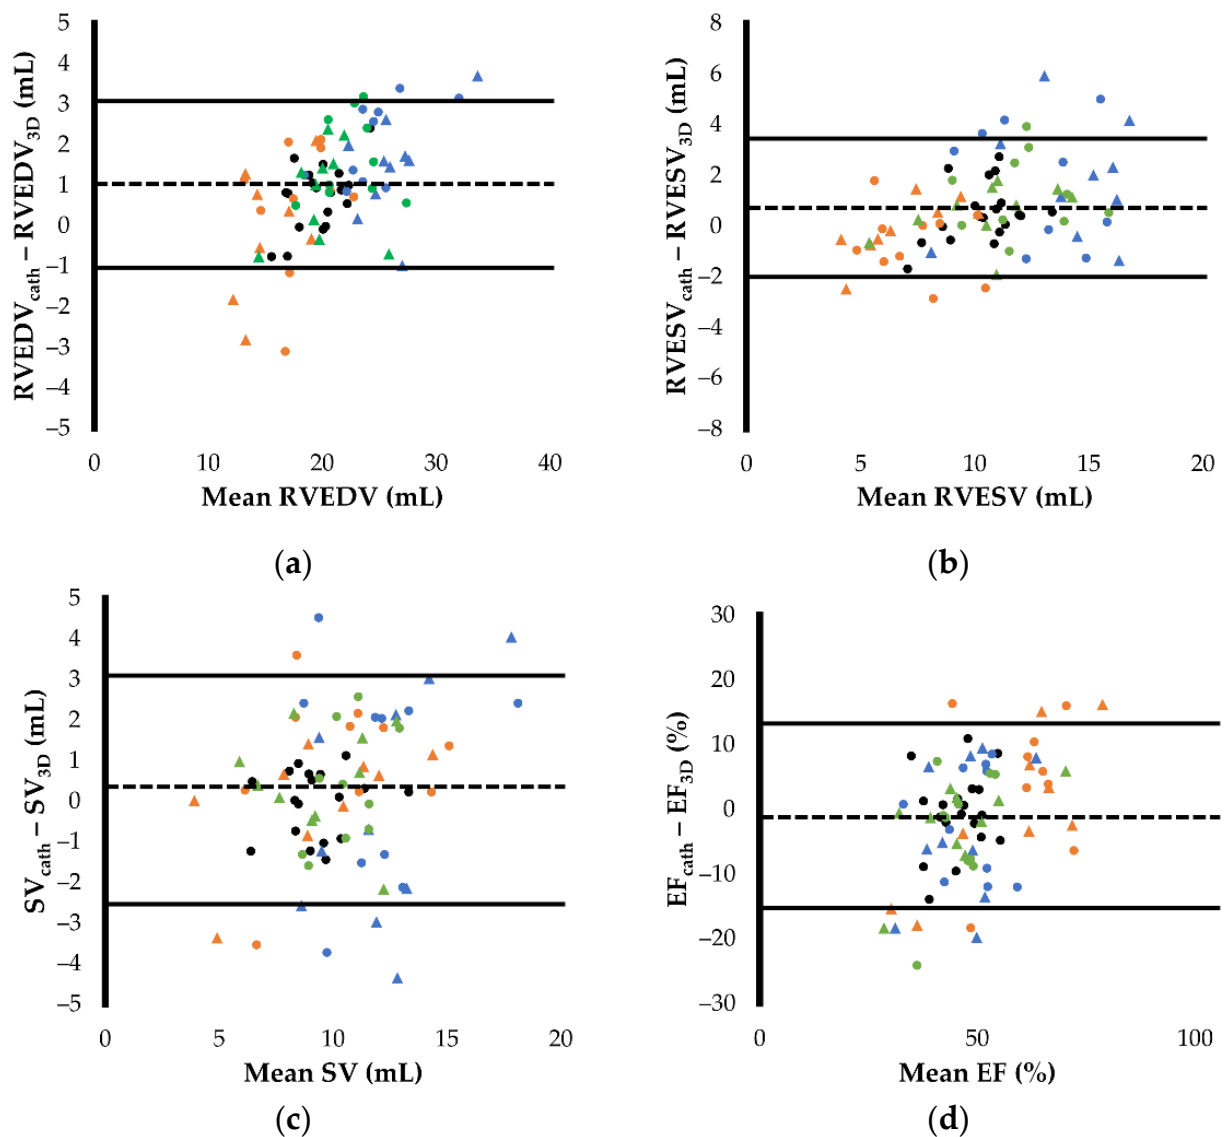 RVEDVcath – RVEDV3D (mL)
5
4
3
2
1
0
–1
–2
–3
–4
–5
0 10 20 30 40
Mean RVEDV (mL)
(a)
RVESVcath – RVESV3D (mL)
8
6
4
2
0
–2
–4
–6
–8
0 5 10 15 20
Mean RVESV (mL)
(b)
SVcath – SV3D (mL)
5
4
3
2
1
0
–1
–2
–3
–4
–5
0 5 10 15 20
Mean SV (mL)
(c)
EFcath – EF3D (%)
30
20
10
0
–10
–20
–30
0 50 100
Mean EF (%)
(d)